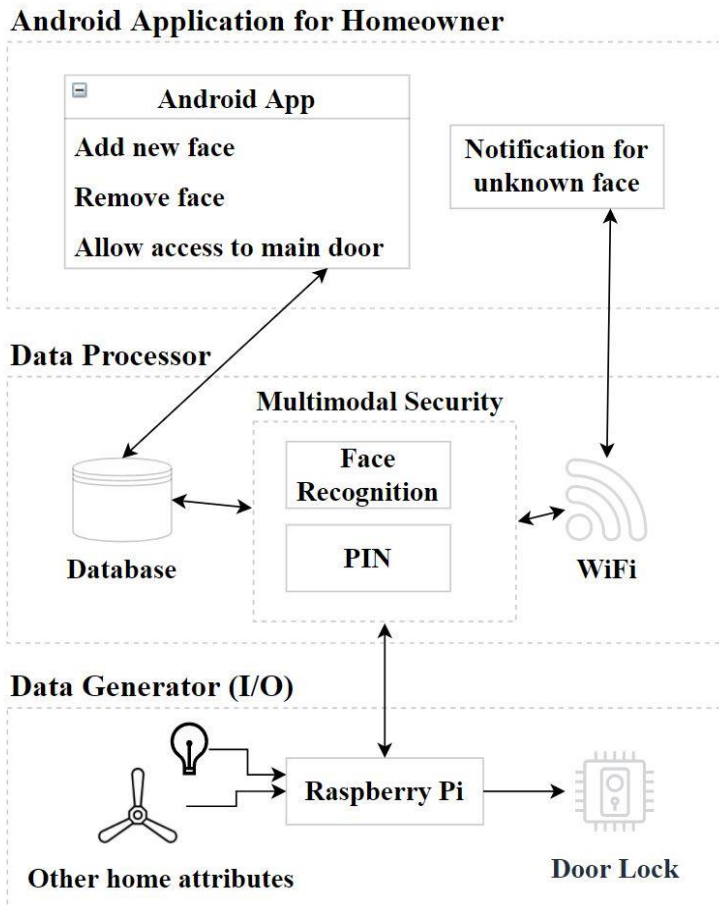 Android Application for Homeowner
Android App
Add new face
Remove face
Allow access to main door
Notification for
unknown face
Data Processor
Multimodal Security
Face
Recognition
PIN
Database
WiFi
Data Generator (I/O)
Raspberry Pi
Other home attributes
Door Lock